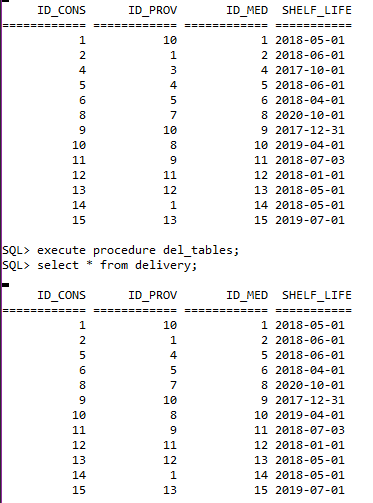 ID_CONS ID_PROV ID_MED SHELF_LIFE
============ ============ ============ ===========
1 10 1 2018-05-01
2 1 2 2018-06-01
4 3 4 2017-10-01
5 4 5 2018-06-01
6 5 6 2018-04-01
8 7 8 2020-10-01
9 10 9 2017-12-31
10 8 10 2019-04-01
11 9 11 2018-07-03
12 11 12 2018-01-01
13 12 13 2018-05-01
14 1 14 2018-05-01
15 13 15 2019-07-01
SQL> execute procedure del_tables;
SQL> select * from delivery;
ID_CONS ID_PROV ID_MED SHELF_LIFE
============ ============ ============ ===========
1 10 1 2018-05-01
2 1 2 2018-06-01
5 4 5 2018-06-01
6 5 6 2018-04-01
8 7 8 2020-10-01
9 10 9 2017-12-31
10 8 10 2019-04-01
11 9 11 2018-07-03
12 11 12 2018-01-01
13 12 13 2018-05-01
14 1 14 2018-05-01
15 13 15 2019-07-01